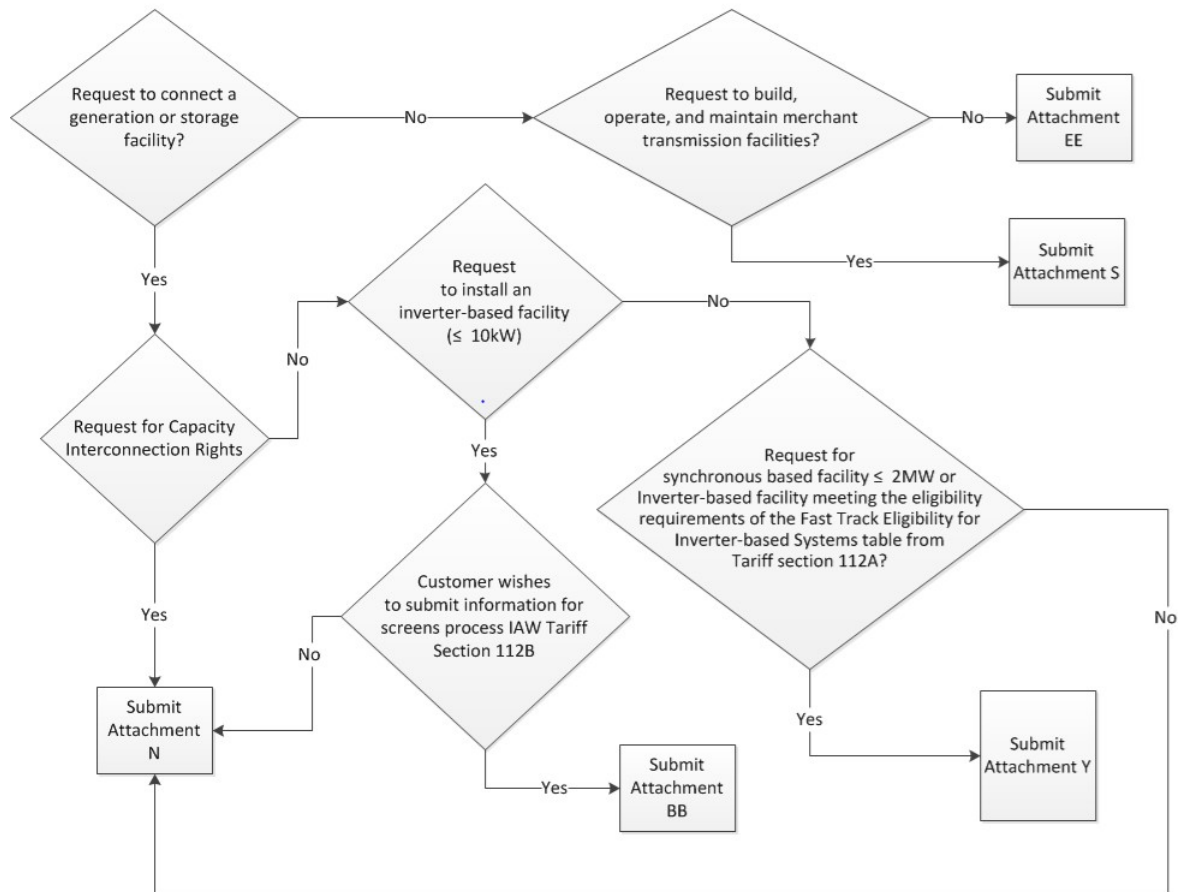 Request to connect a
generation or storage
facility?
No
Request to build,
operate, and maintain merchant
transmission facilities?
No
Submit
Attachment
EE
Yes
Submit
Attachment S
Yes
Request for Capacity
Interconnection Rights
No
Request
to install an
inverter-based facility
(≤ 10kW)
No
Request for
synchronous based facility ≤ 2MW or
Inverter-based facility meeting the eligibility
requirements of the Fast Track Eligibility for
Inverter-based Systems table from
Tariff section 112A?
Yes
Customer wishes
to submit information for
screens process IAW Tariff
Section 112B
Yes
No
No
Submit
Attachment
N
Yes
Submit
Attachment
BB
Yes
Submit
Attachment Y